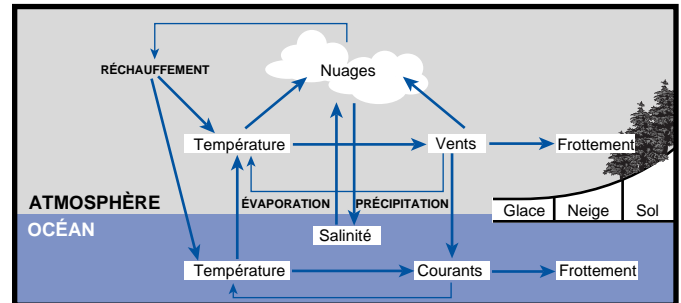 RÉCHAUFFEMENT
Nuages
Température
Vents
Frottement
ÉVAPORATION
PRÉCIPITATION
ATMOSPHÈRE
Glace
Neige
Sol
OCÉAN
Salinité
Température
Courants
Frottement